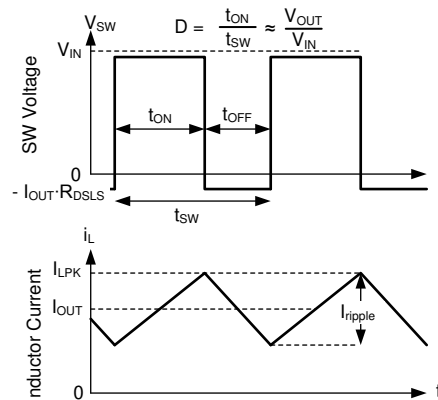 V_SW
D = t_ON / t_SW ≈ V_OUT / V_IN
V_IN
SW Voltage
t_ON
t_OFF
0
- I_OUT·R_DSLS
t_SW
i_L
I_LPK
I_OUT
nductor Current
I_ripple
0
t